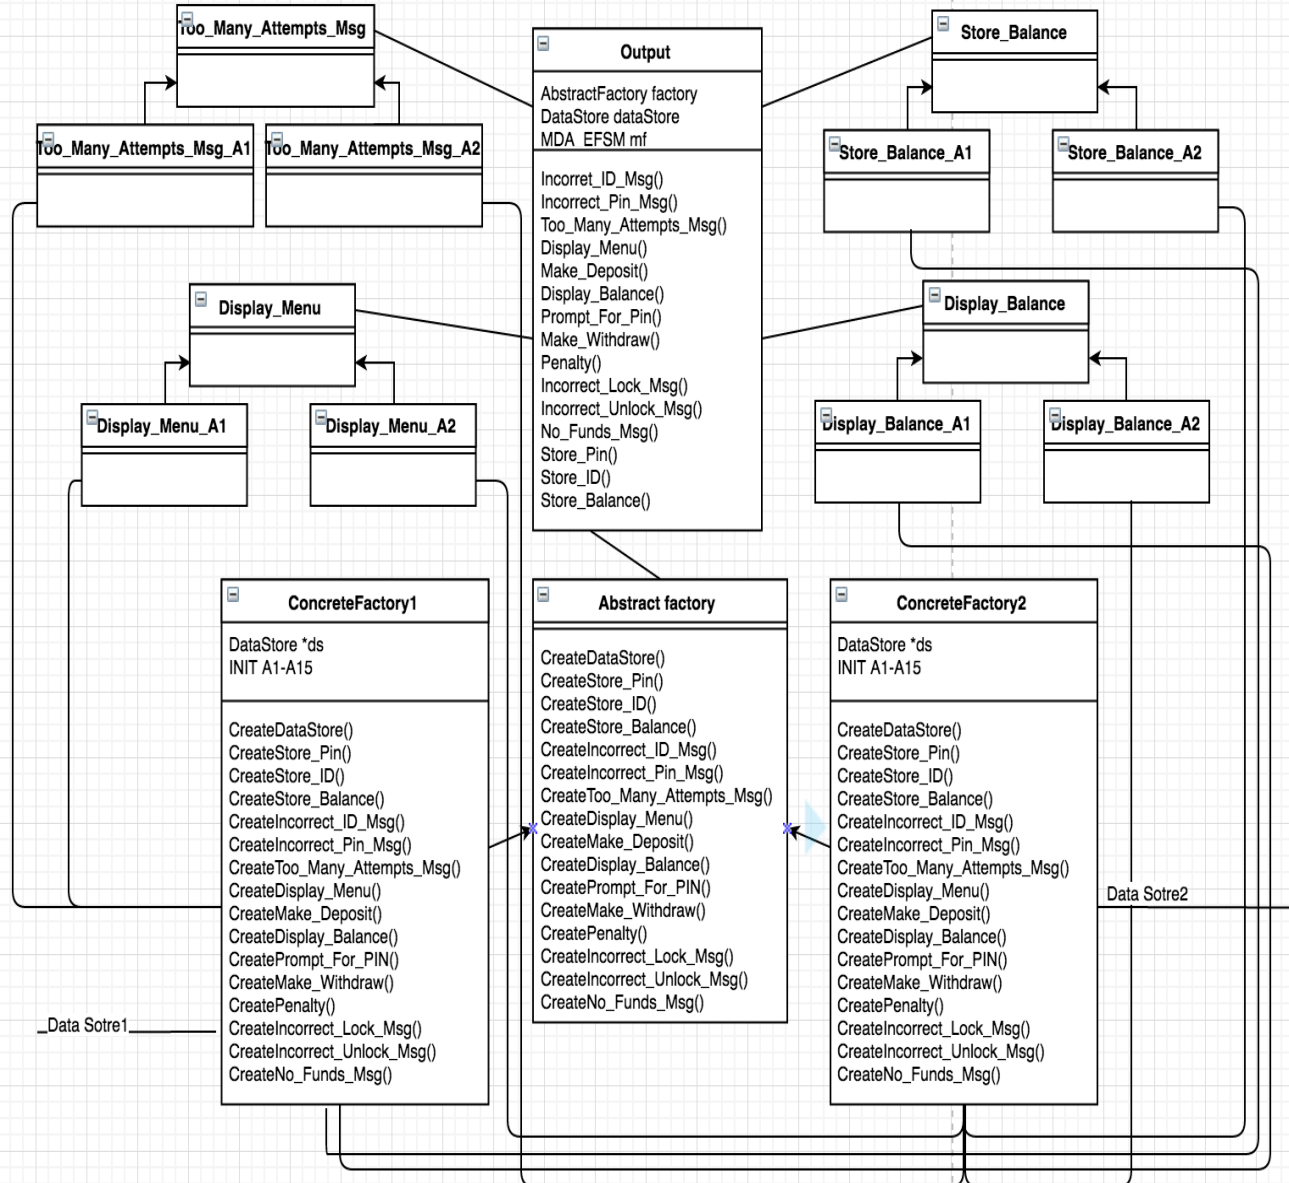 Too_Many_Attempts_Msg
Too_Many_Attempts_Msg_A1
Too_Many_Attempts_Msg_A2
Display_Menu
Display_Menu_A1
Display_Menu_A2
Output
AbstractFactory factory
DataStore dataStore
MDA_EFSM mf
Incorret_ID_Msg()
Incorrect_Pin_Msg()
Too_Many_Attempts_Msg()
Display_Menu()
Make_Deposit()
Display_Balance()
Prompt_For_Pin()
Make_Withdraw()
Penalty()
Incorrect_Lock_Msg()
Incorrect_Unlock_Msg()
No_Funds_Msg()
Store_Pin()
Store_ID()
Store_Balance()
Store_Balance
Store_Balance_A1
Store_Balance_A2
Display_Balance
Display_Balance_A1
Display_Balance_A2
ConcreteFactory1
DataStore *ds
INIT A1-A15
CreateDataStore()
CreateStore_Pin()
CreateStore_ID()
CreateStore_Balance()
CreateIncorrect_ID_Msg()
CreateIncorrect_Pin_Msg()
CreateToo_Many_Attempts_Msg()
CreateDisplay_Menu()
CreateMake_Deposit()
CreateDisplay_Balance()
CreatePrompt_For_PIN()
CreateMake_Withdraw()
CreatePenalty()
CreateIncorrect_Lock_Msg()
CreateIncorrect_Unlock_Msg()
CreateNo_Funds_Msg()
_Data Sotre1
Abstract factory
CreateDataStore()
CreateStore_Pin()
CreateStore_ID()
CreateStore_Balance()
CreateIncorrect_ID_Msg()
CreateIncorrect_Pin_Msg()
CreateToo_Many_Attempts_Msg()
CreateDisplay_Menu()
CreateMake_Deposit()
CreateDisplay_Balance()
CreatePrompt_For_PIN()
CreateMake_Withdraw()
CreatePenalty()
CreateIncorrect_Lock_Msg()
CreateIncorrect_Unlock_Msg()
CreateNo_Funds_Msg()
ConcreteFactory2
DataStore *ds
INIT A1-A15
CreateDataStore()
CreateStore_Pin()
CreateStore_ID()
CreateStore_Balance()
CreateIncorrect_ID_Msg()
CreateIncorrect_Pin_Msg()
CreateToo_Many_Attempts_Msg()
CreateDisplay_Menu()
CreateMake_Deposit()
CreateDisplay_Balance()
CreatePrompt_For_PIN()
CreateMake_Withdraw()
CreatePenalty()
CreateIncorrect_Lock_Msg()
CreateIncorrect_Unlock_Msg()
CreateNo_Funds_Msg()
Data Sotre2